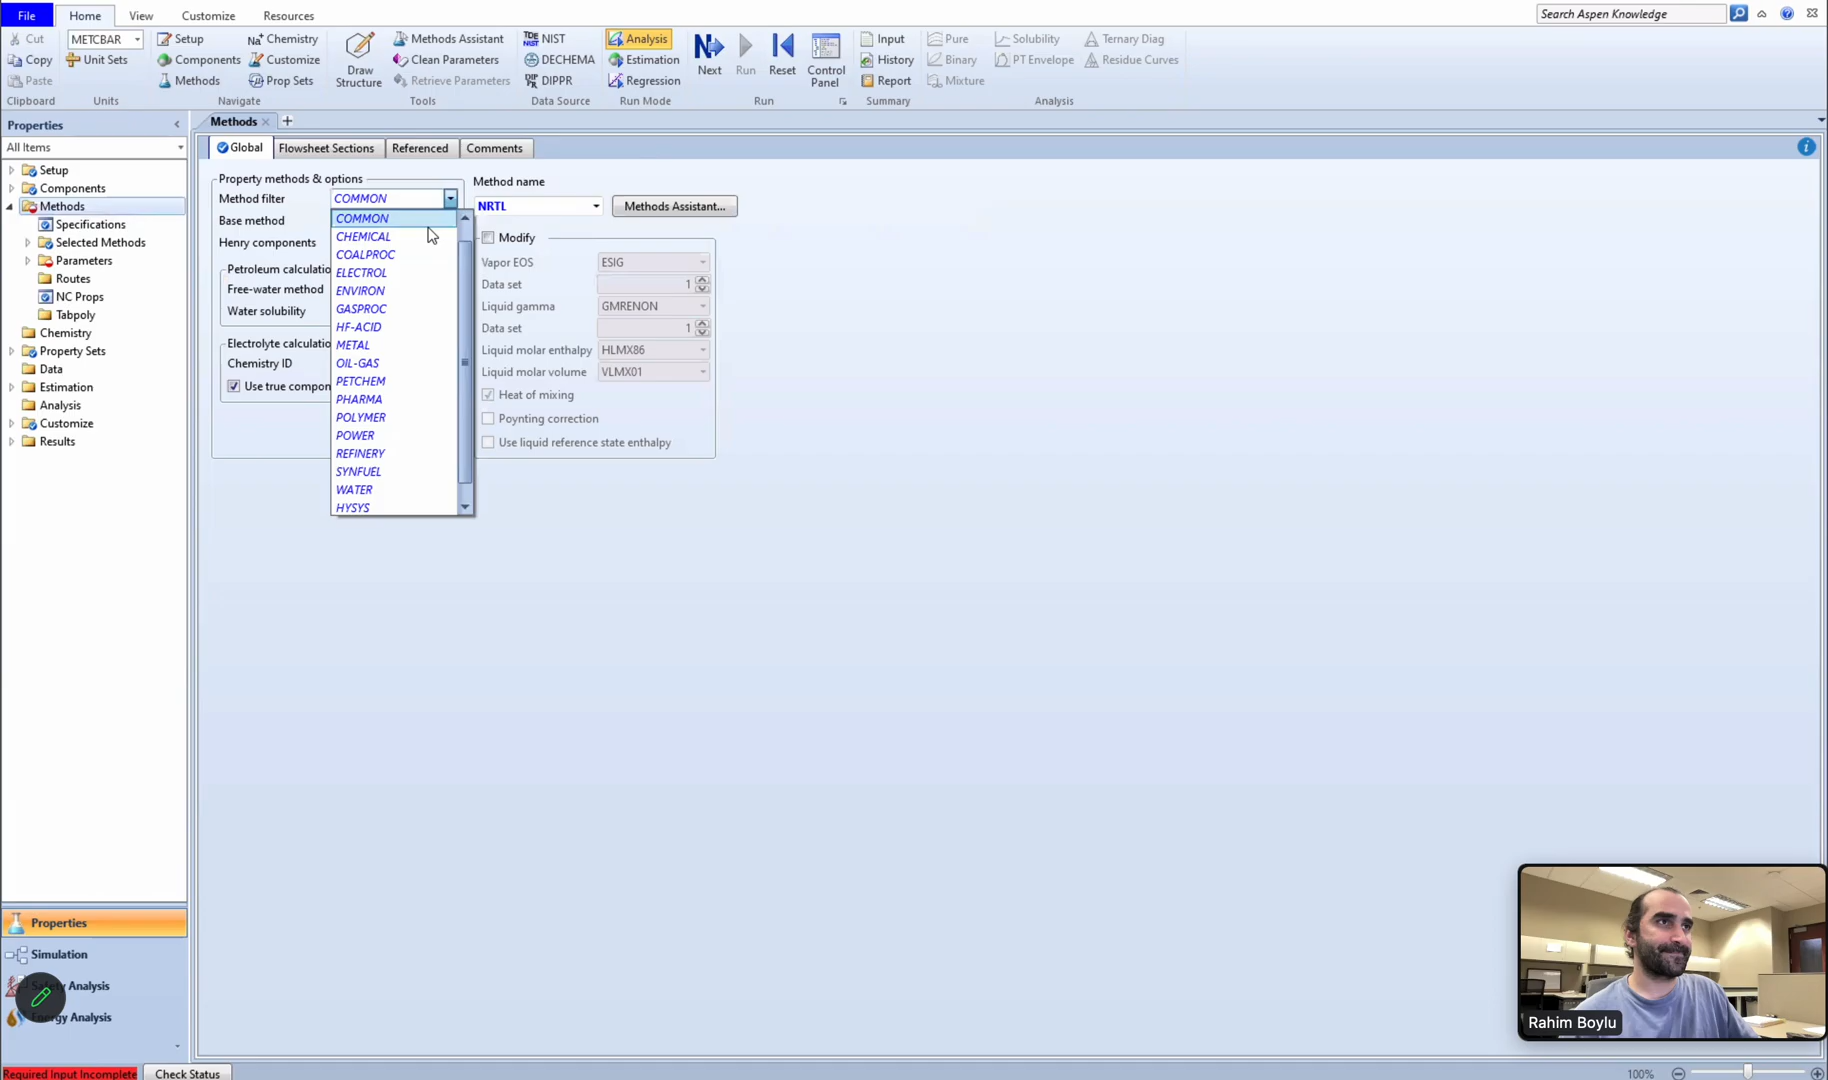 File Home View Customize Resources Search Aspen Knowledge
Cut METCBAR Setup Na+ Chemistry Methods Assistant TDE NIST NIST Analysis Input Pure Solubility Ternary Diag
Copy Unit Sets Components Customize Draw Structure Clean Parameters DECHEMA Estimation N Next Run Reset Control Panel History Binary PT Envelope Residue Curves
Paste Methods Prop Sets Retrieve Parameters DIPPR Regression Report Mixture
Clipboard Units Navigate Tools Data Source Run Mode Run Summary Analysis
Properties
All Items
Setup
Components
Methods
Specifications
Selected Methods
Parameters
Routes
NC Props
Tabpoly
Chemistry
Property Sets
Data
Estimation
Analysis
Customize
Results
Properties
Simulation
Analysis
Energy Analysis
Methods
Global Flowsheet Sections Referenced Comments
Property methods & options
Method filter COMMON
Base method
Henry components
Petroleum calculatio
Free-water method
Water solubility
Electrolyte calculatio
Chemistry ID
Use true compon
COMMON
CHEMICAL
COALPROC
ELECTROL
ENVIRON
GASPROC
HF-ACID
METAL
OIL-GAS
PETCHEM
PHARMA
POLYMER
POWER
REFINERY
SYNFUEL
WATER
HYSYS
Method name
NRTL Methods Assistant...
Modify
Vapor EOS ESIG
Data set 1
Liquid gamma GMRENON
Data set 1
Liquid molar enthalpy HLMX86
Liquid molar volume VLMX01
Heat of mixing
Poynting correction
Use liquid reference state enthalpy
Rahim Boylu
Required Input Incomplete Check Status 100%